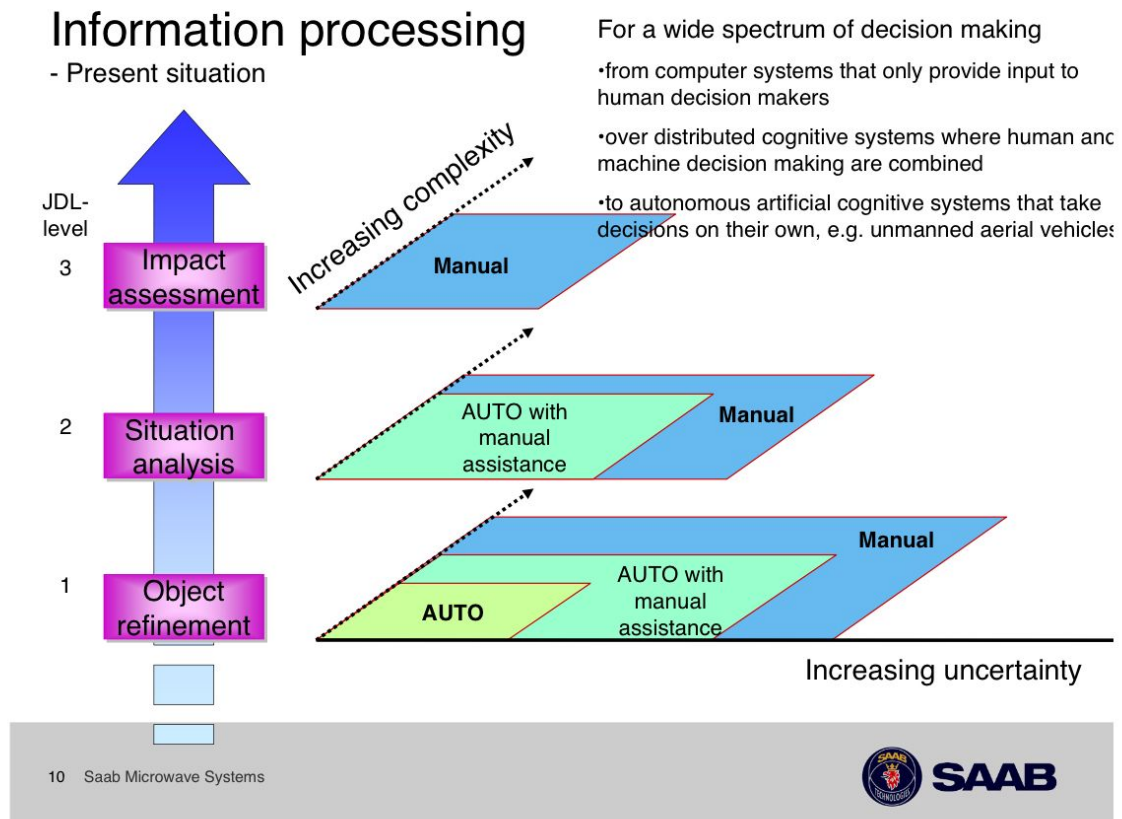 Information processing
- Present situation
For a wide spectrum of decision making
•from computer systems that only provide input to
human decision makers
•over distributed cognitive systems where human and
machine decision making are combined
•to autonomous artificial cognitive systems that take
decisions on their own, e.g. unmanned aerial vehicles
JDL-
level
3
Impact
assessment
Increasing complexity
Manual
2
Situation
analysis
AUTO with
manual
assistance
Manual
1
Object
refinement
AUTO
AUTO with
manual
assistance
Manual
Increasing uncertainty
10 Saab Microwave Systems
SAAB
TECHNOLOGIES
SAAB